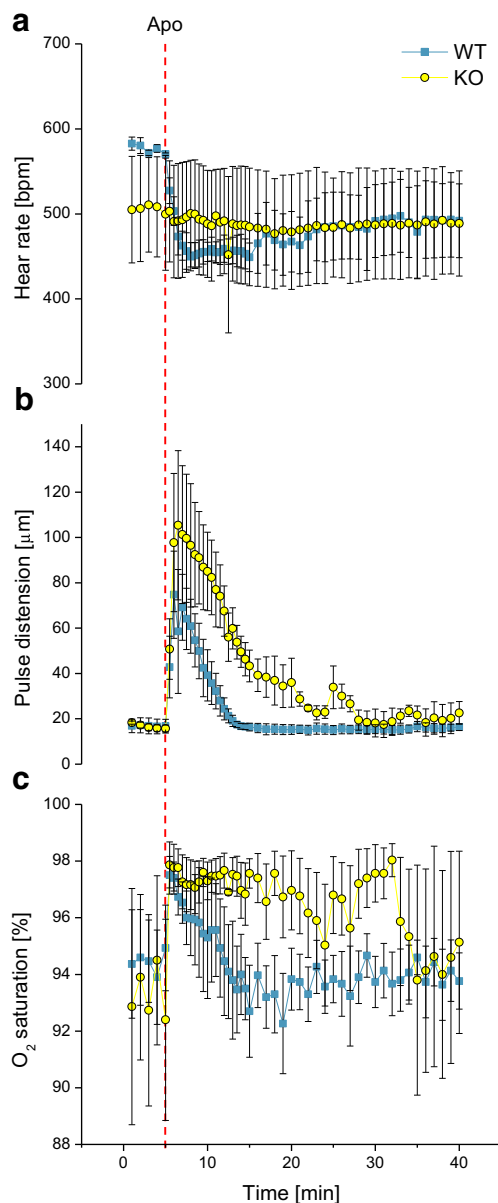 a
Apo
WT
KO
700
600
500
400
300
Hear rate [bpm]
b
140
120
100
80
60
40
20
0
Pulse distension [μm]
c
98
96
94
92
90
88
O₂ saturation [%]
100
0
10
20
30
40
Time [min]